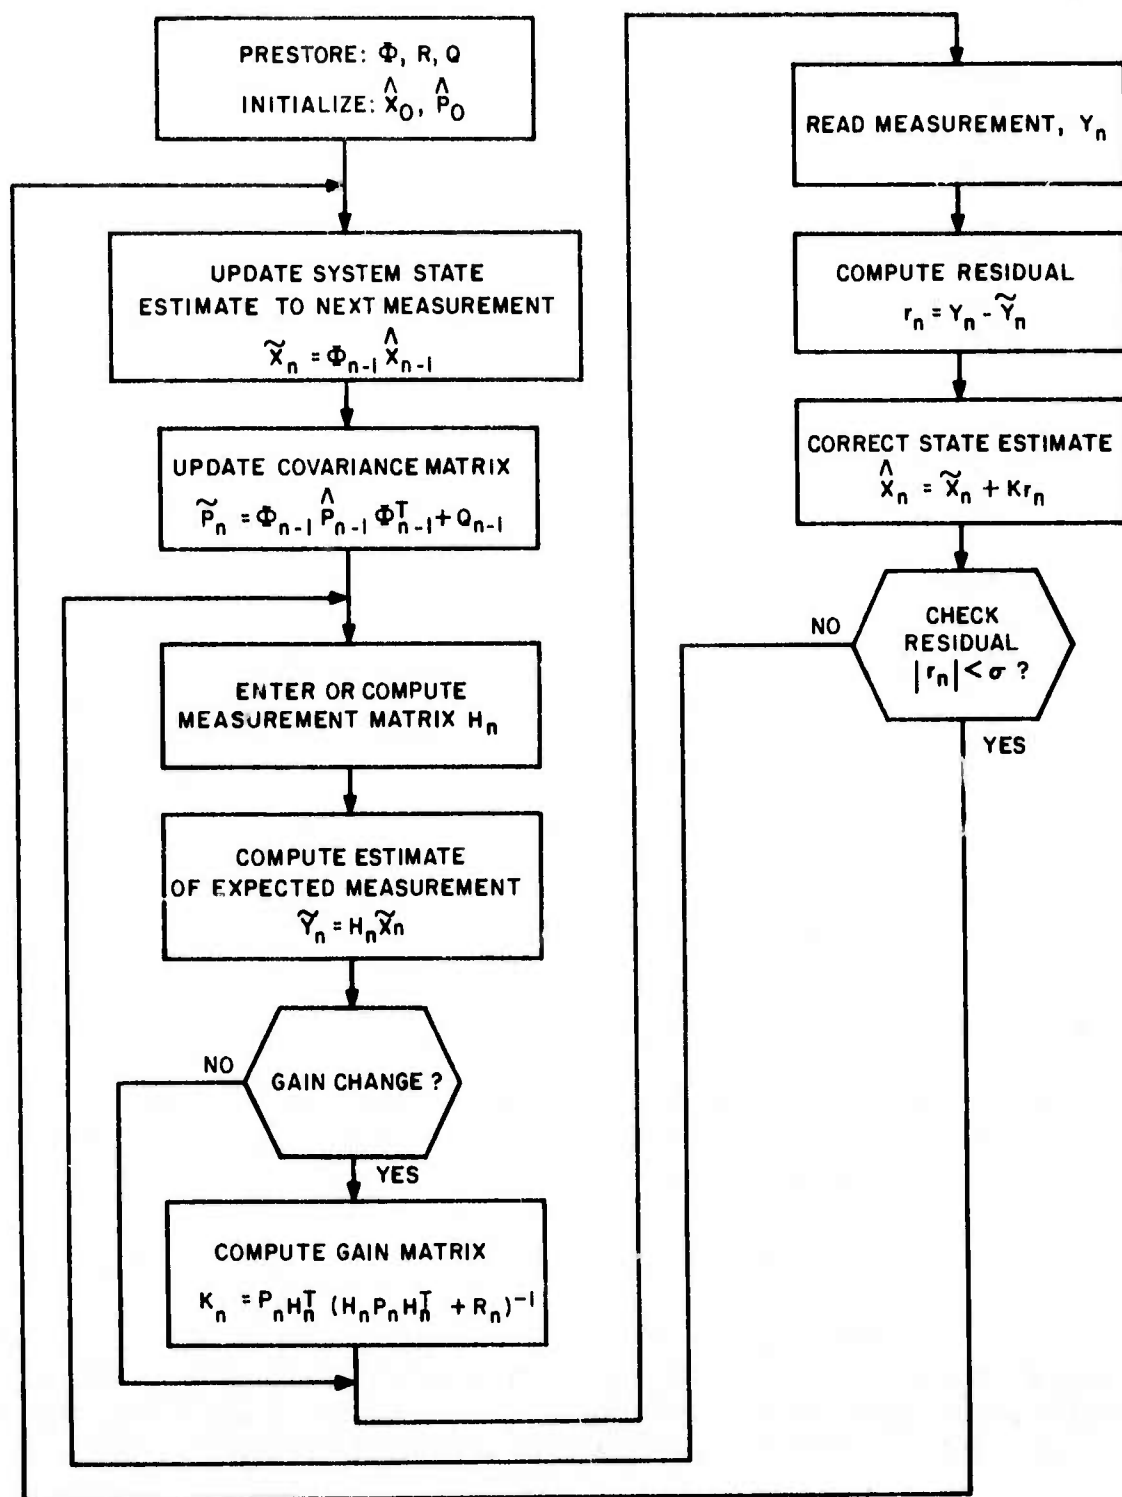 PRESTORE: Φ, R, Q
INITIALIZE: X̂₀, P̂₀
UPDATE SYSTEM STATE
ESTIMATE TO NEXT MEASUREMENT
X̃ₙ = Φₙ₋₁ X̂ₙ₋₁
UPDATE COVARIANCE MATRIX
P̃ₙ = Φₙ₋₁ P̂ₙ₋₁ Φᵀₙ₋₁ + Qₙ₋₁
ENTER OR COMPUTE
MEASUREMENT MATRIX Hₙ
COMPUTE ESTIMATE
OF EXPECTED MEASUREMENT
Ỹₙ = HₙX̃ₙ
NO
GAIN CHANGE ?
YES
COMPUTE GAIN MATRIX
Kₙ = PₙHₙᵀ (HₙPₙHₙᵀ + Rₙ)⁻¹
READ MEASUREMENT, Yₙ
COMPUTE RESIDUAL
rₙ = Yₙ - Ỹₙ
CORRECT STATE ESTIMATE
X̂ₙ = X̃ₙ + Krₙ
NO
CHECK
RESIDUAL
|rₙ| < σ ?
YES